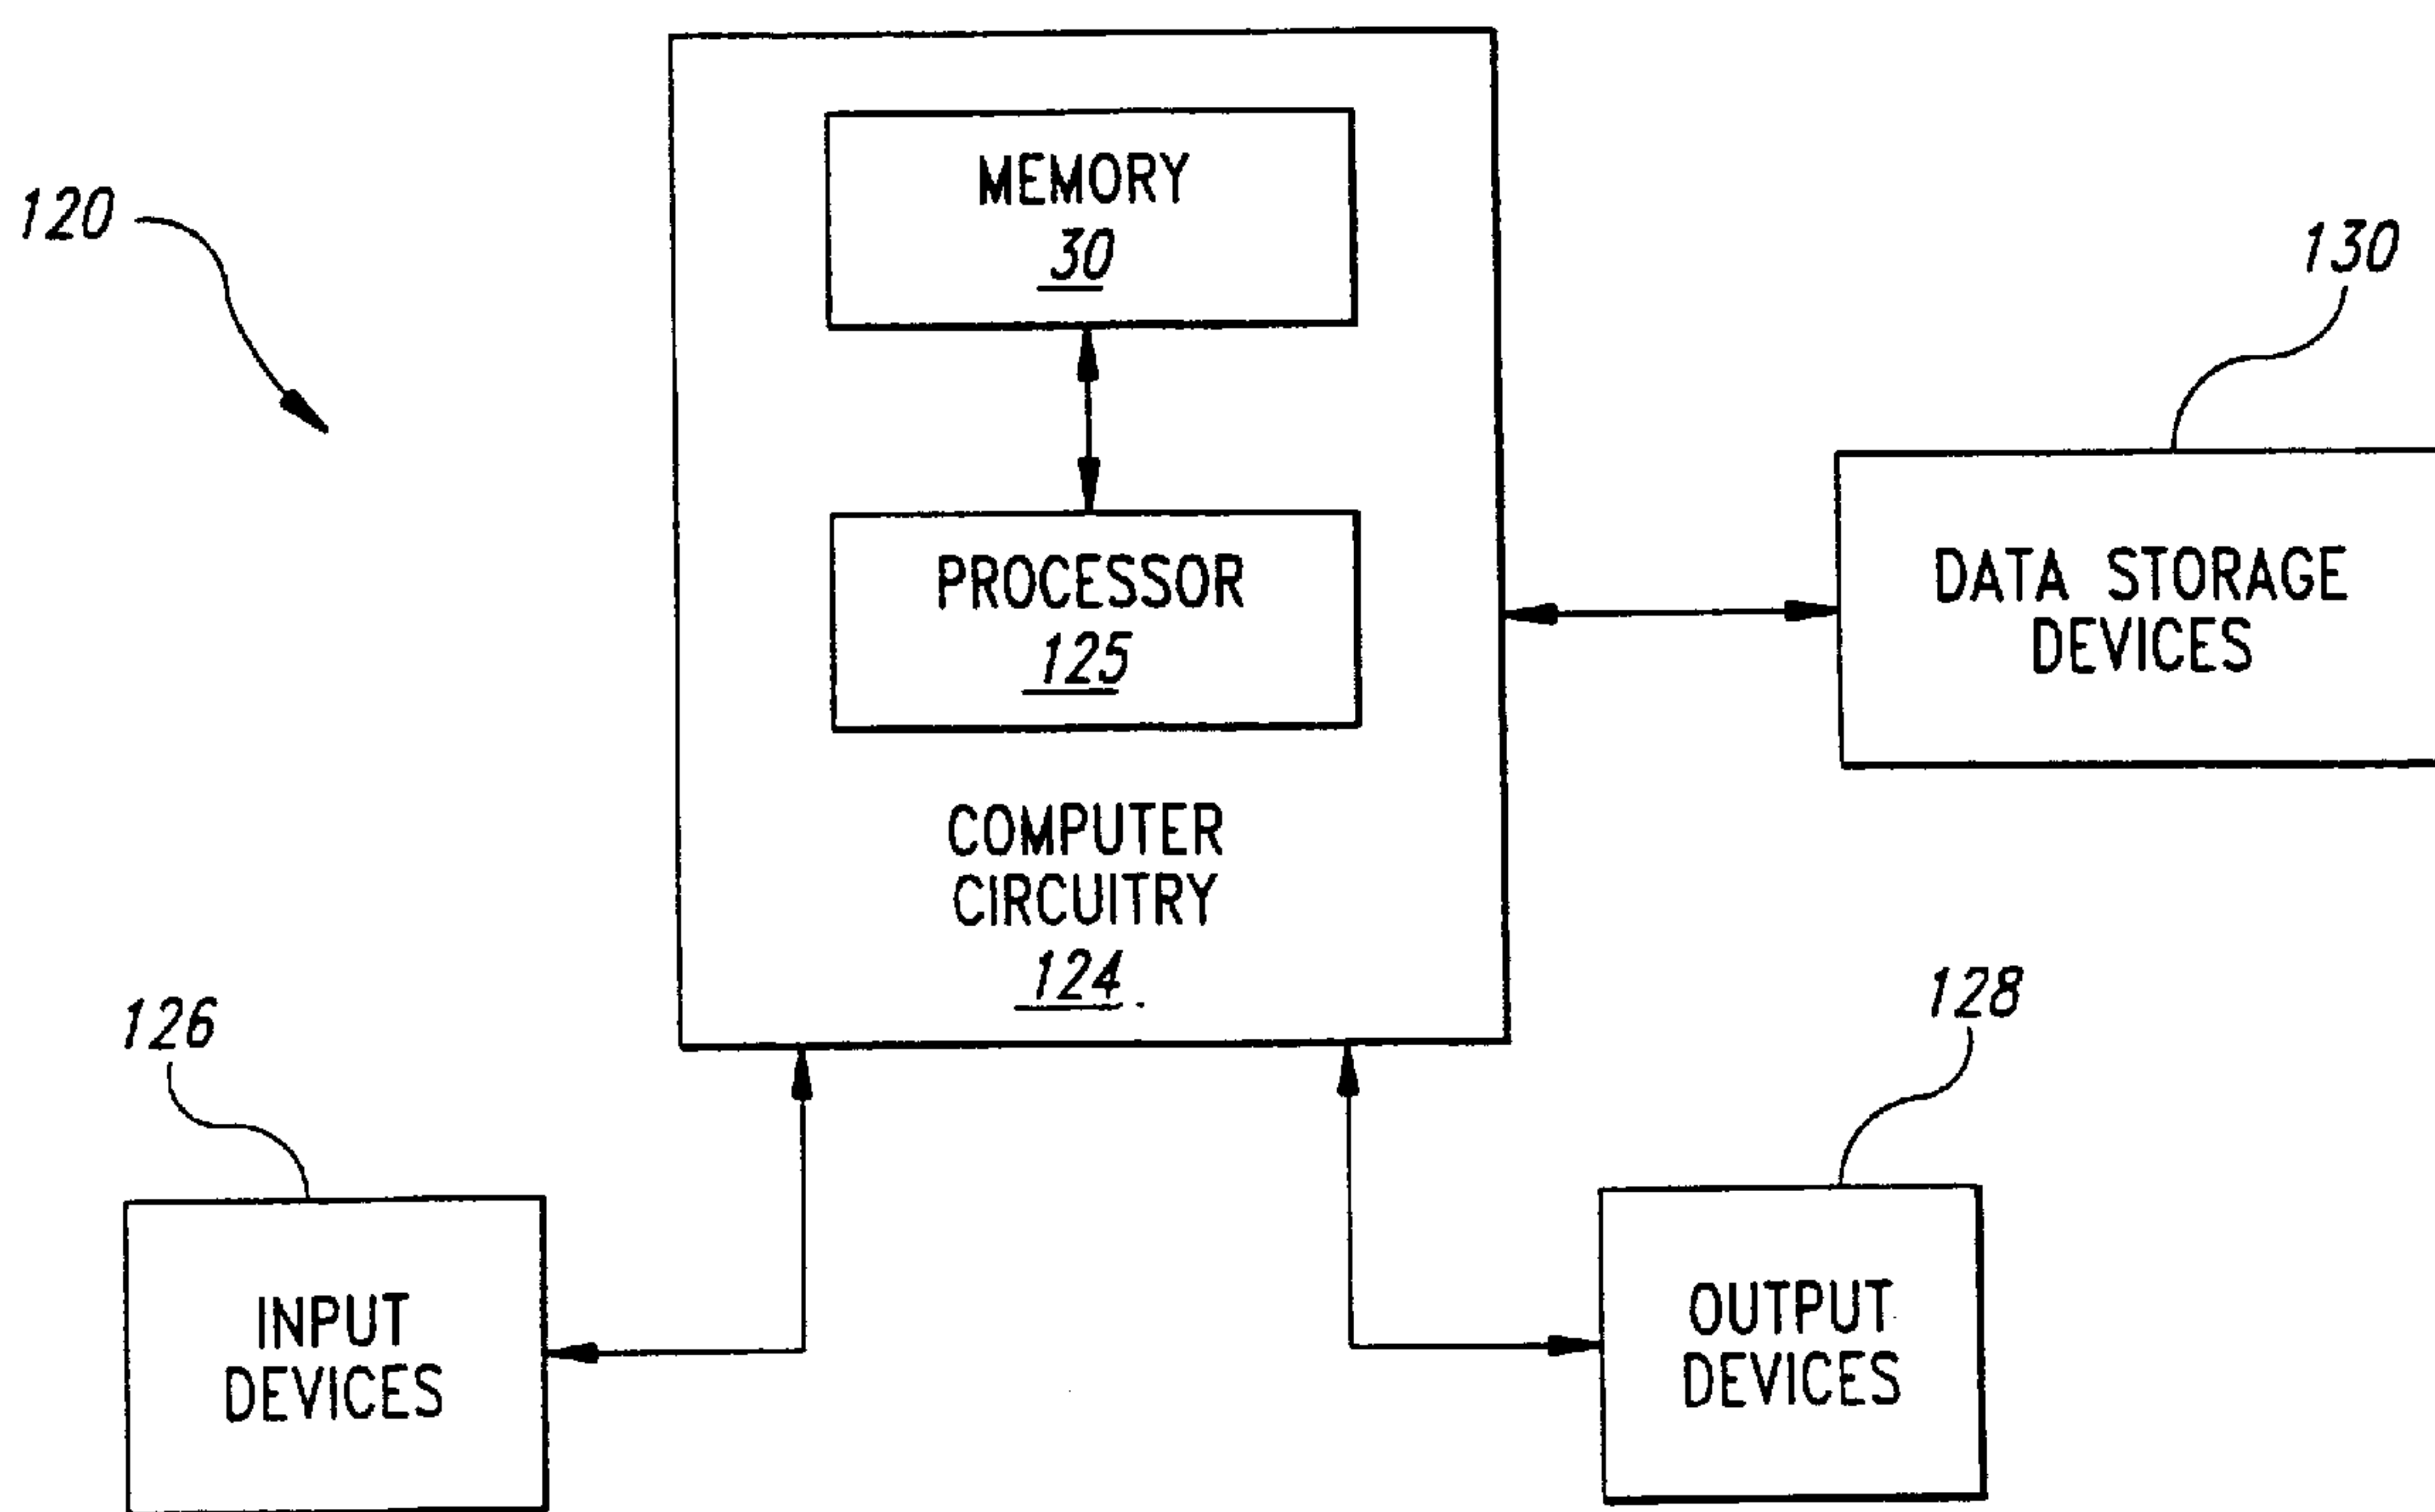 120
MEMORY
30
130
PROCESSOR
125
DATA STORAGE
DEVICES
COMPUTER
CIRCUITRY
124
126
128
INPUT
DEVICES
OUTPUT
DEVICES